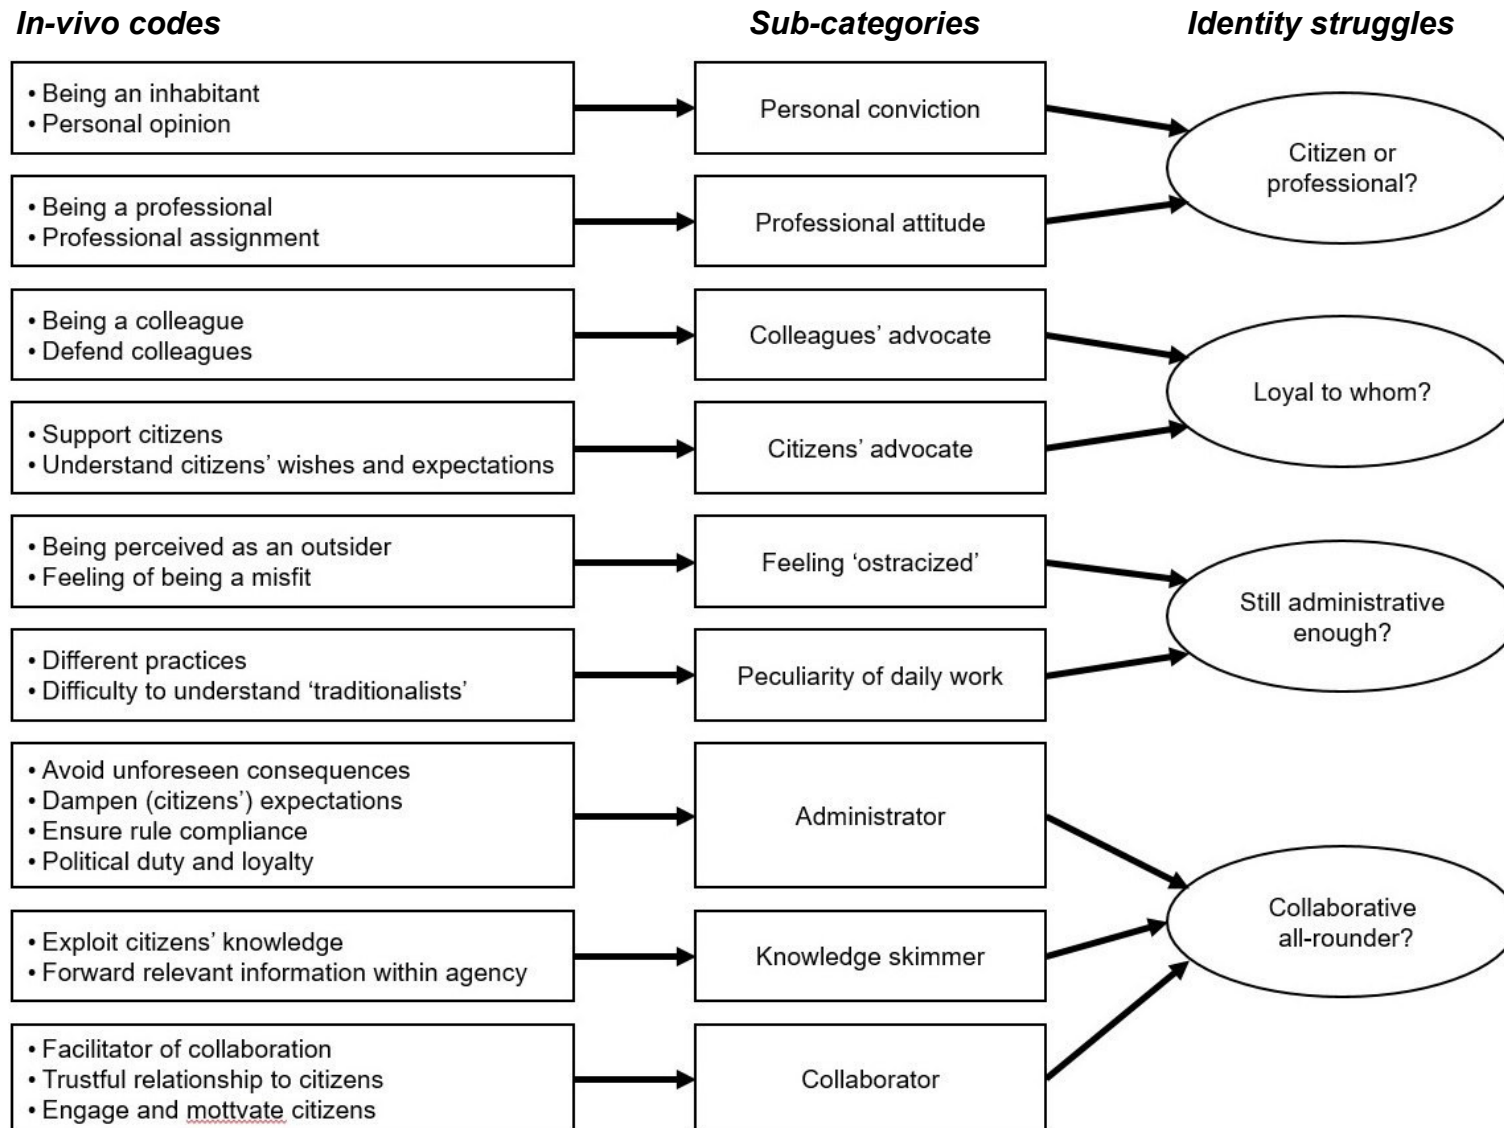 In-vivo codes
Sub-categories
Identity struggles
• Being an inhabitant
• Personal opinion
Personal conviction
• Being a professional
• Professional assignment
Professional attitude
Citizen or
professional?
• Being a colleague
• Defend colleagues
Colleagues’ advocate
• Support citizens
• Understand citizens’ wishes and expectations
Citizens’ advocate
Loyal to whom?
• Being perceived as an outsider
• Feeling of being a misfit
Feeling ‘ostracized’
• Different practices
• Difficulty to understand ‘traditionalists’
Peculiarity of daily work
Still administrative
enough?
• Avoid unforeseen consequences
• Dampen (citizens’) expectations
• Ensure rule compliance
• Political duty and loyalty
Administrator
• Exploit citizens’ knowledge
• Forward relevant information within agency
Knowledge skimmer
• Facilitator of collaboration
• Trustful relationship to citizens
• Engage and mottvate citizens
Collaborator
Collaborative
all-rounder?